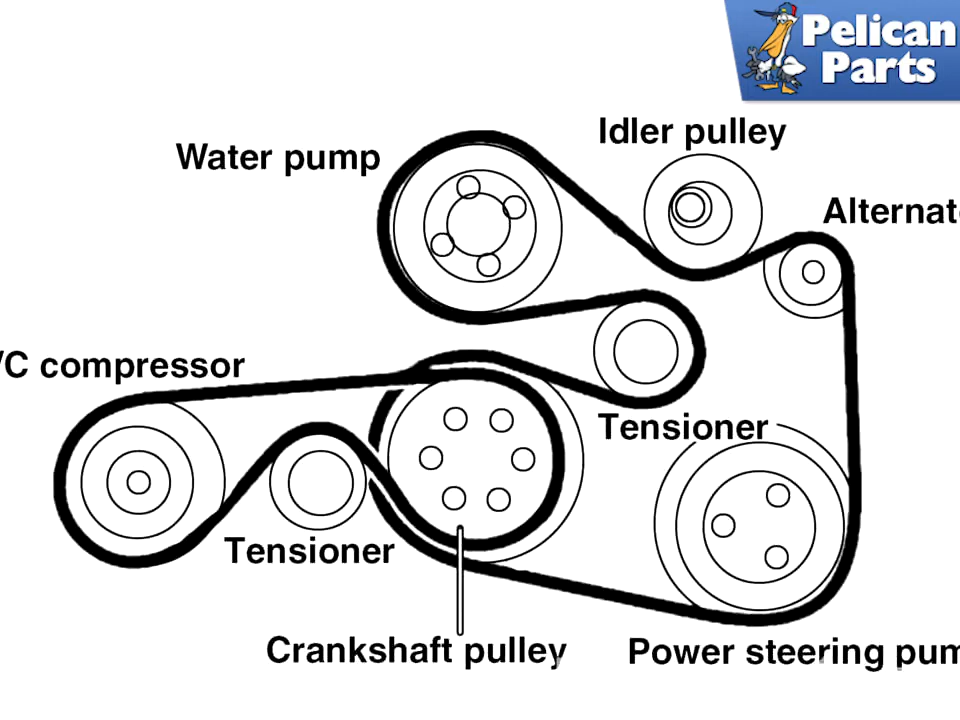 Pelican
Parts
Idler pulley
Water pump
Alternat
/C compressor
Tensioner
Tensioner
Crankshaft pulley
Power steering pum